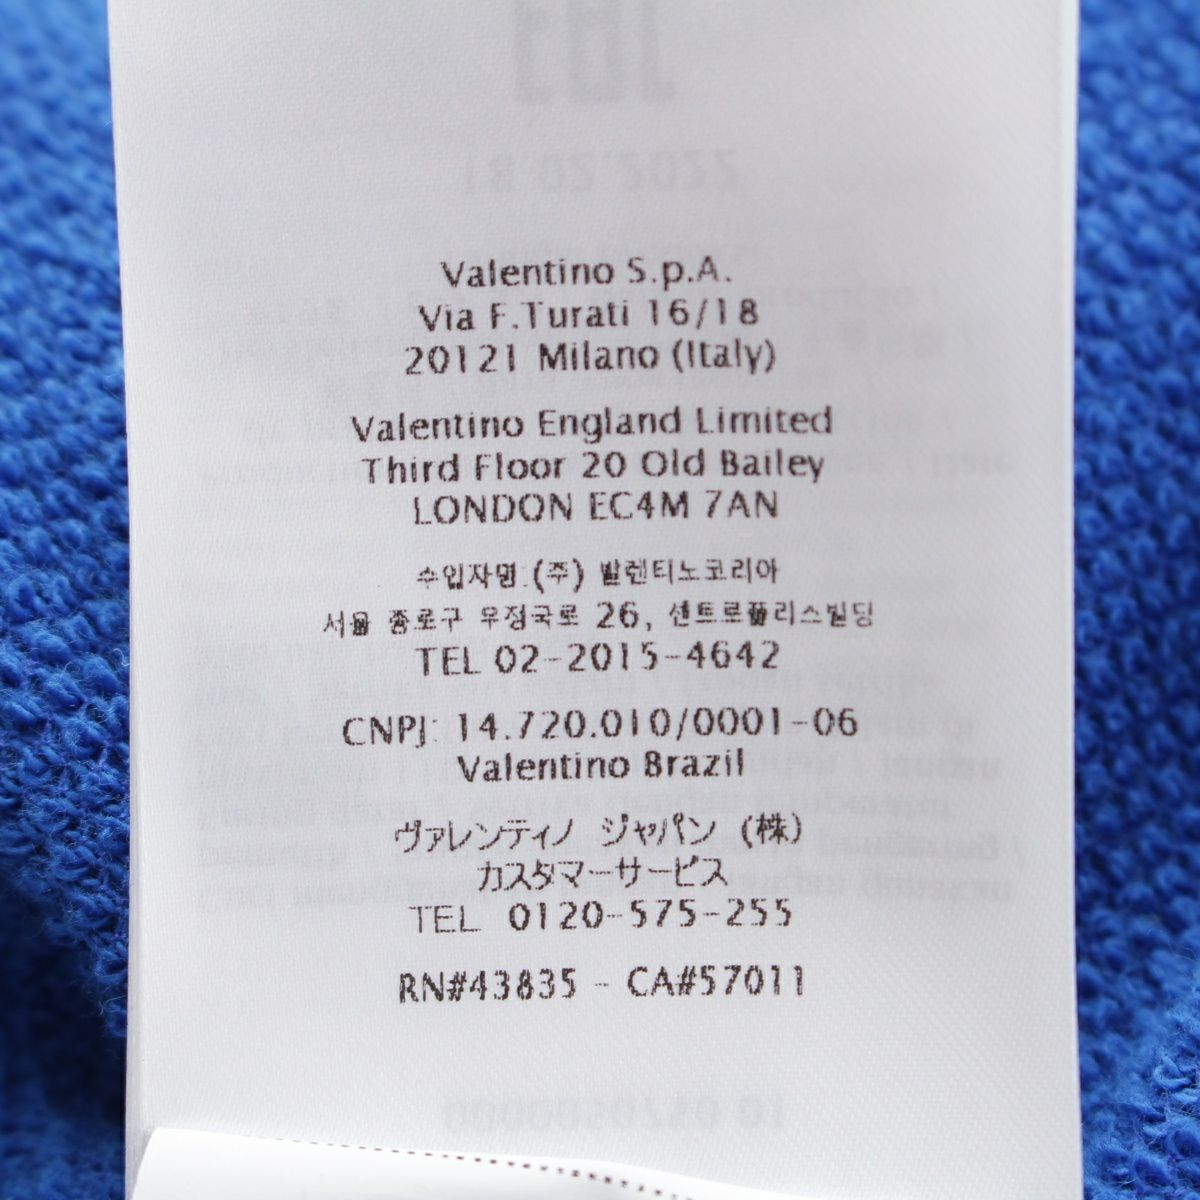 Valentino S.p.A.
Via F.Turati 16/18
20121 Milano (Italy)
Valentino England Limited
Third Floor 20 Old Bailey
LONDON EC4M 7AN
수입자명:(주) 발렌티노코리아
서울 종로구 우정국로 26, 센트로폴리스빌딩
TEL 02-2015-4642
CNPJ: 14.720.010/0001-06
Valentino Brazil
ヴァレンティノ ジャパン (株)
カスタマーサービス
TEL 0120-575-255
RN#43835 - CA#57011